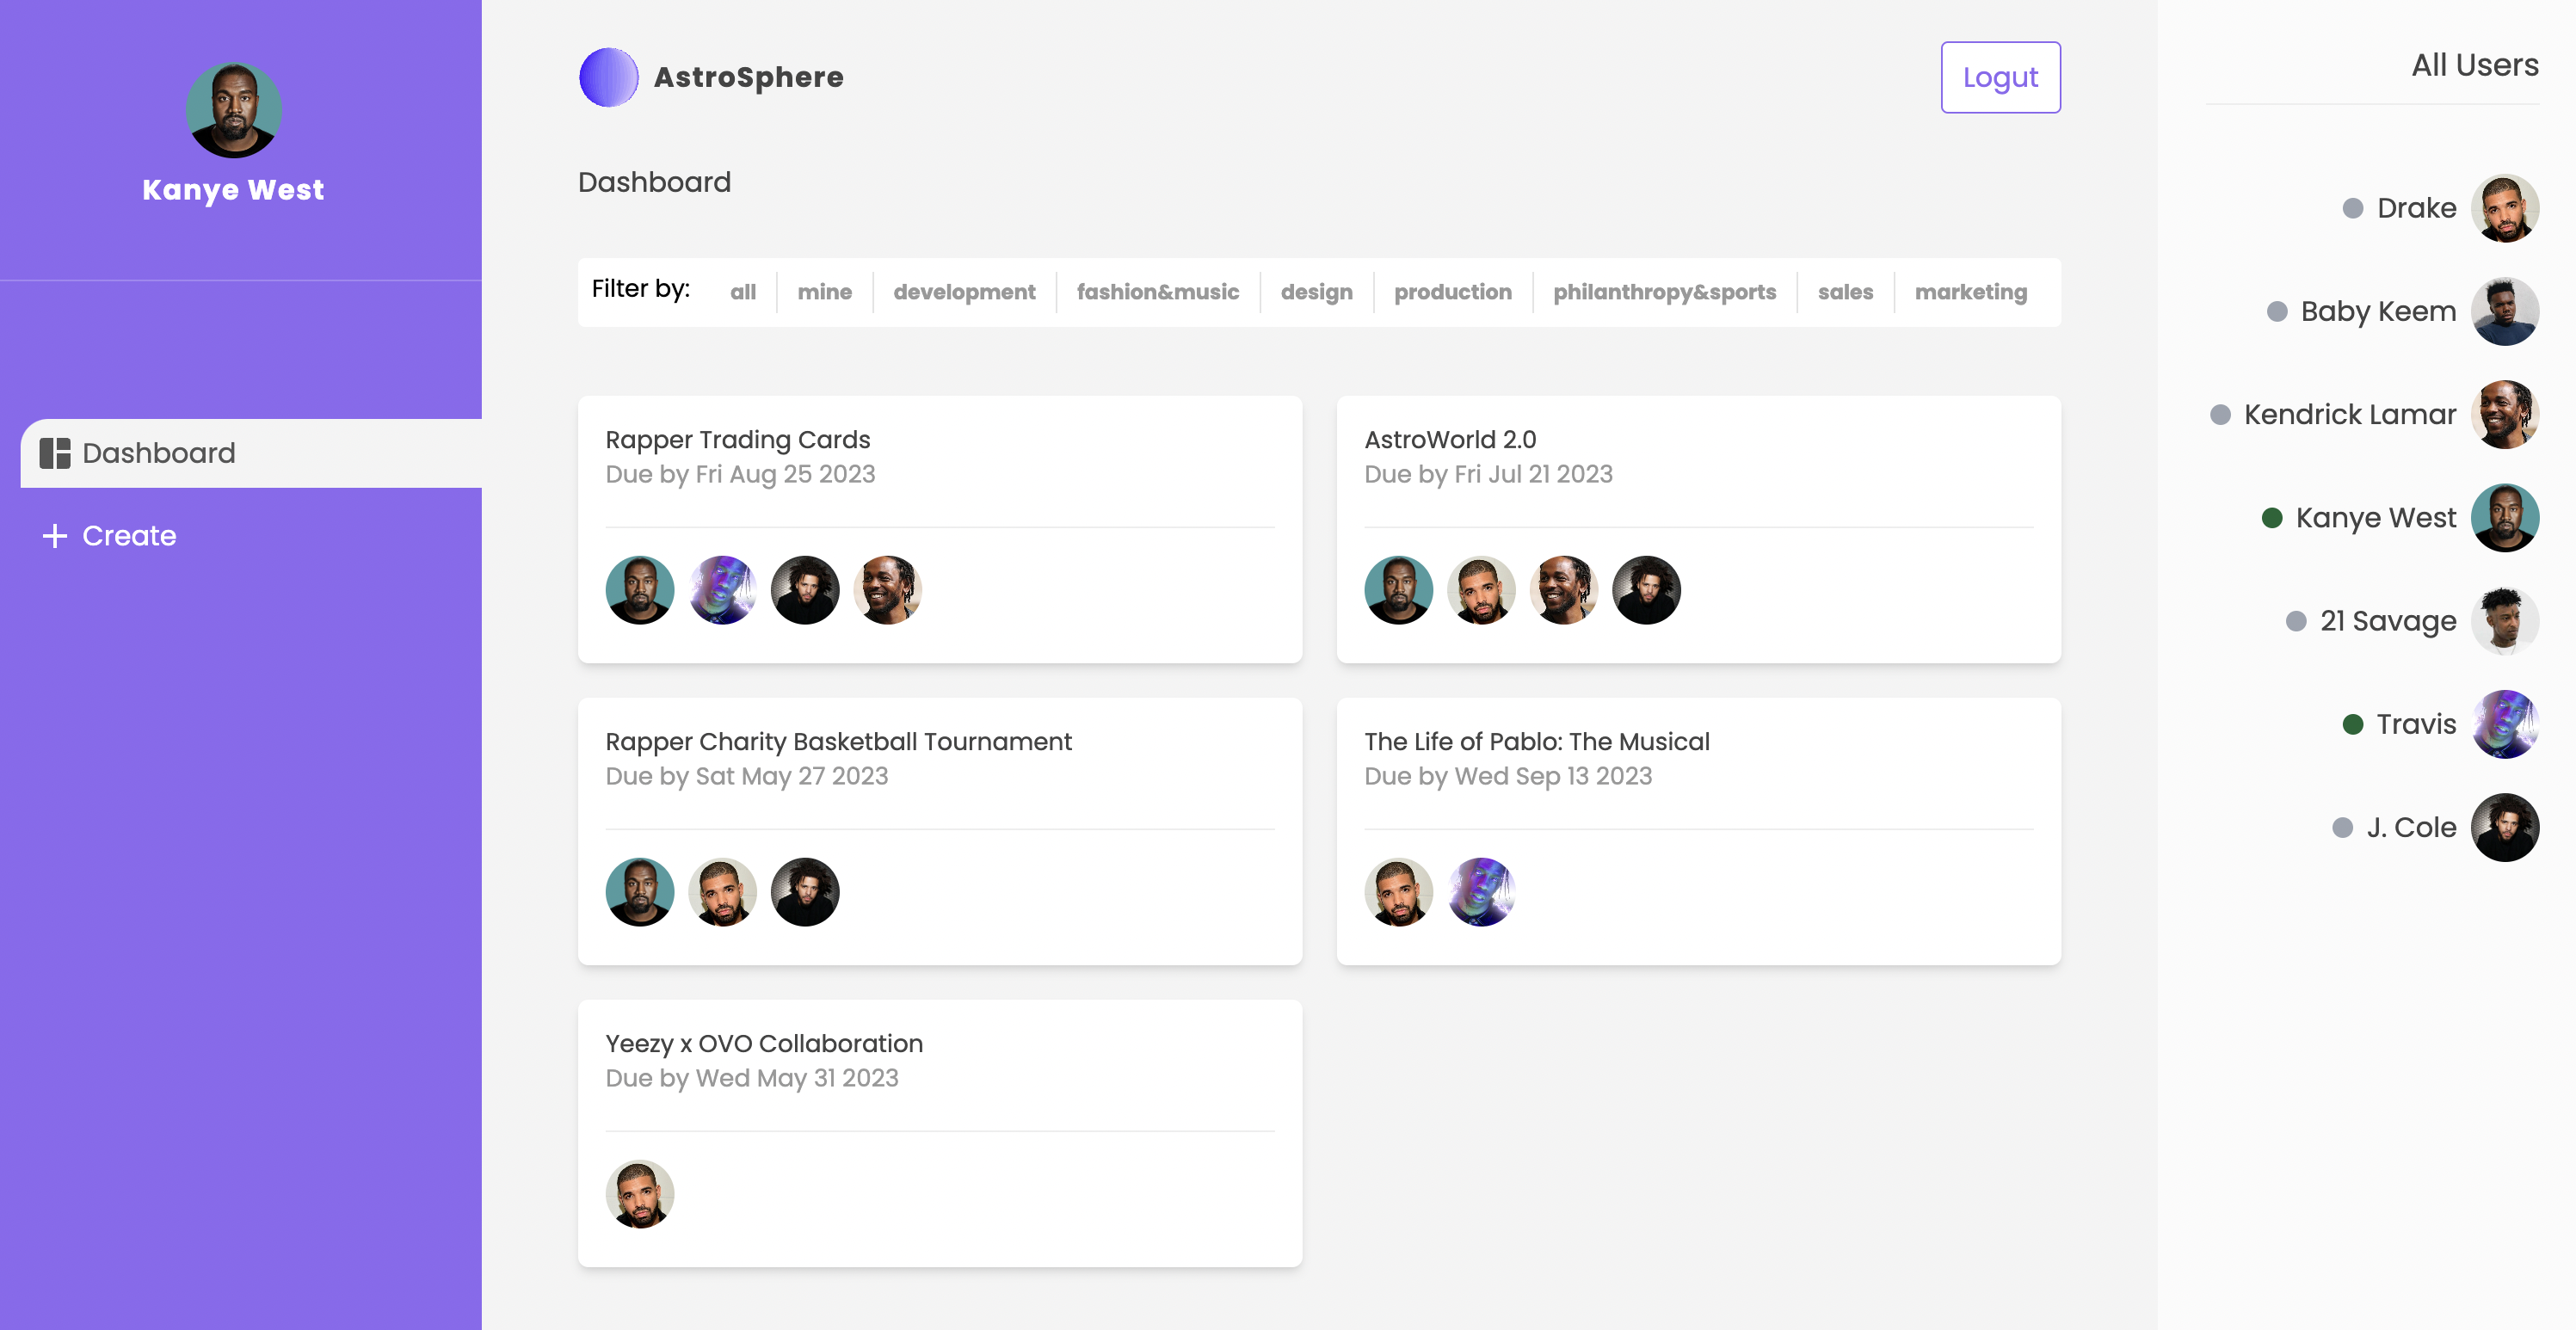 Kanye West
Dashboard
Create
AstroSphere
Logut
Dashboard
Filter by: all mine development fashion&music design production philanthropy&sports sales marketing
Rapper Trading Cards
Due by Fri Aug 25 2023
AstroWorld 2.0
Due by Fri Jul 21 2023
Rapper Charity Basketball Tournament
Due by Sat May 27 2023
The Life of Pablo: The Musical
Due by Wed Sep 13 2023
Yeezy x OVO Collaboration
Due by Wed May 31 2023
All Users
Drake
Baby Keem
Kendrick Lamar
Kanye West
21 Savage
Travis
J. Cole